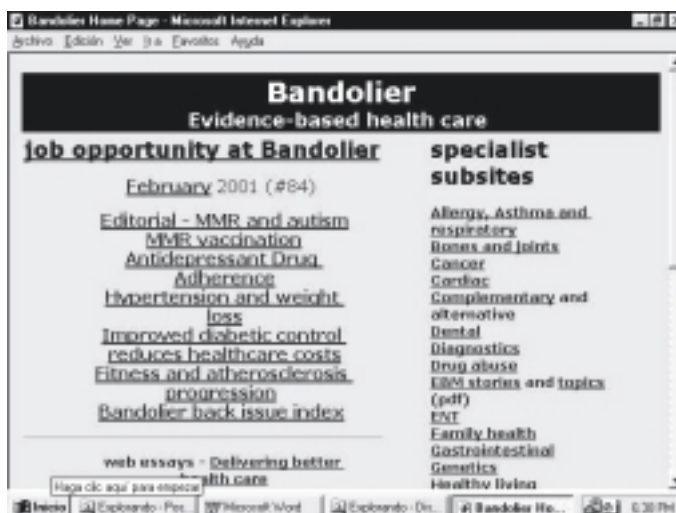 Bandolier Home Page - Microsoft Internet Explorer
Archivo Edición Ver Ir a Favoritos Ayuda
Bandolier
Evidence-based health care
job opportunity at Bandolier
February 2001 (#84)
Editorial - MMR and autism
MMR vaccination
Antidepressant Drug
Adherence
Hypertension and weight
loss
Improved diabetic control
reduces healthcare costs
Fitness and atherosclerosis
progression
Bandolier back issue index
web essays - Delivering better
health care
specialist
subsites
Allergy, Asthma and
respiratory
Bones and joints
Cancer
Cardiac
Complementary and
alternative
Dental
Diagnostics
Drug abuse
EBM stories and topics
(pdf)
ENT
Family health
Gastrointestinal
Genetics
Healthy living
Haga clic aquí para empezar
Inicio Explorando - Microsoft Word Explorando - Bandolier Ho... 6:30 PM